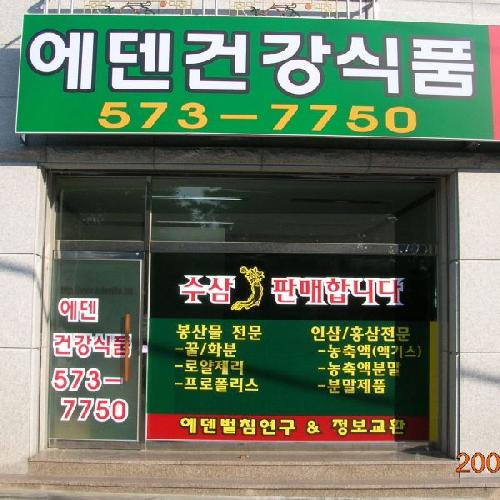 에덴건강식품
573-7750
수삼 판매합니다
에덴
건강식품
573-
7750
봉산물 전문
-꿀/화분
-로얄제리
-프로폴리스
인삼/홍삼전문
-농축액(액기스)
-농축액분말
-분말제품
에덴벌침연구 & 정보교환
200